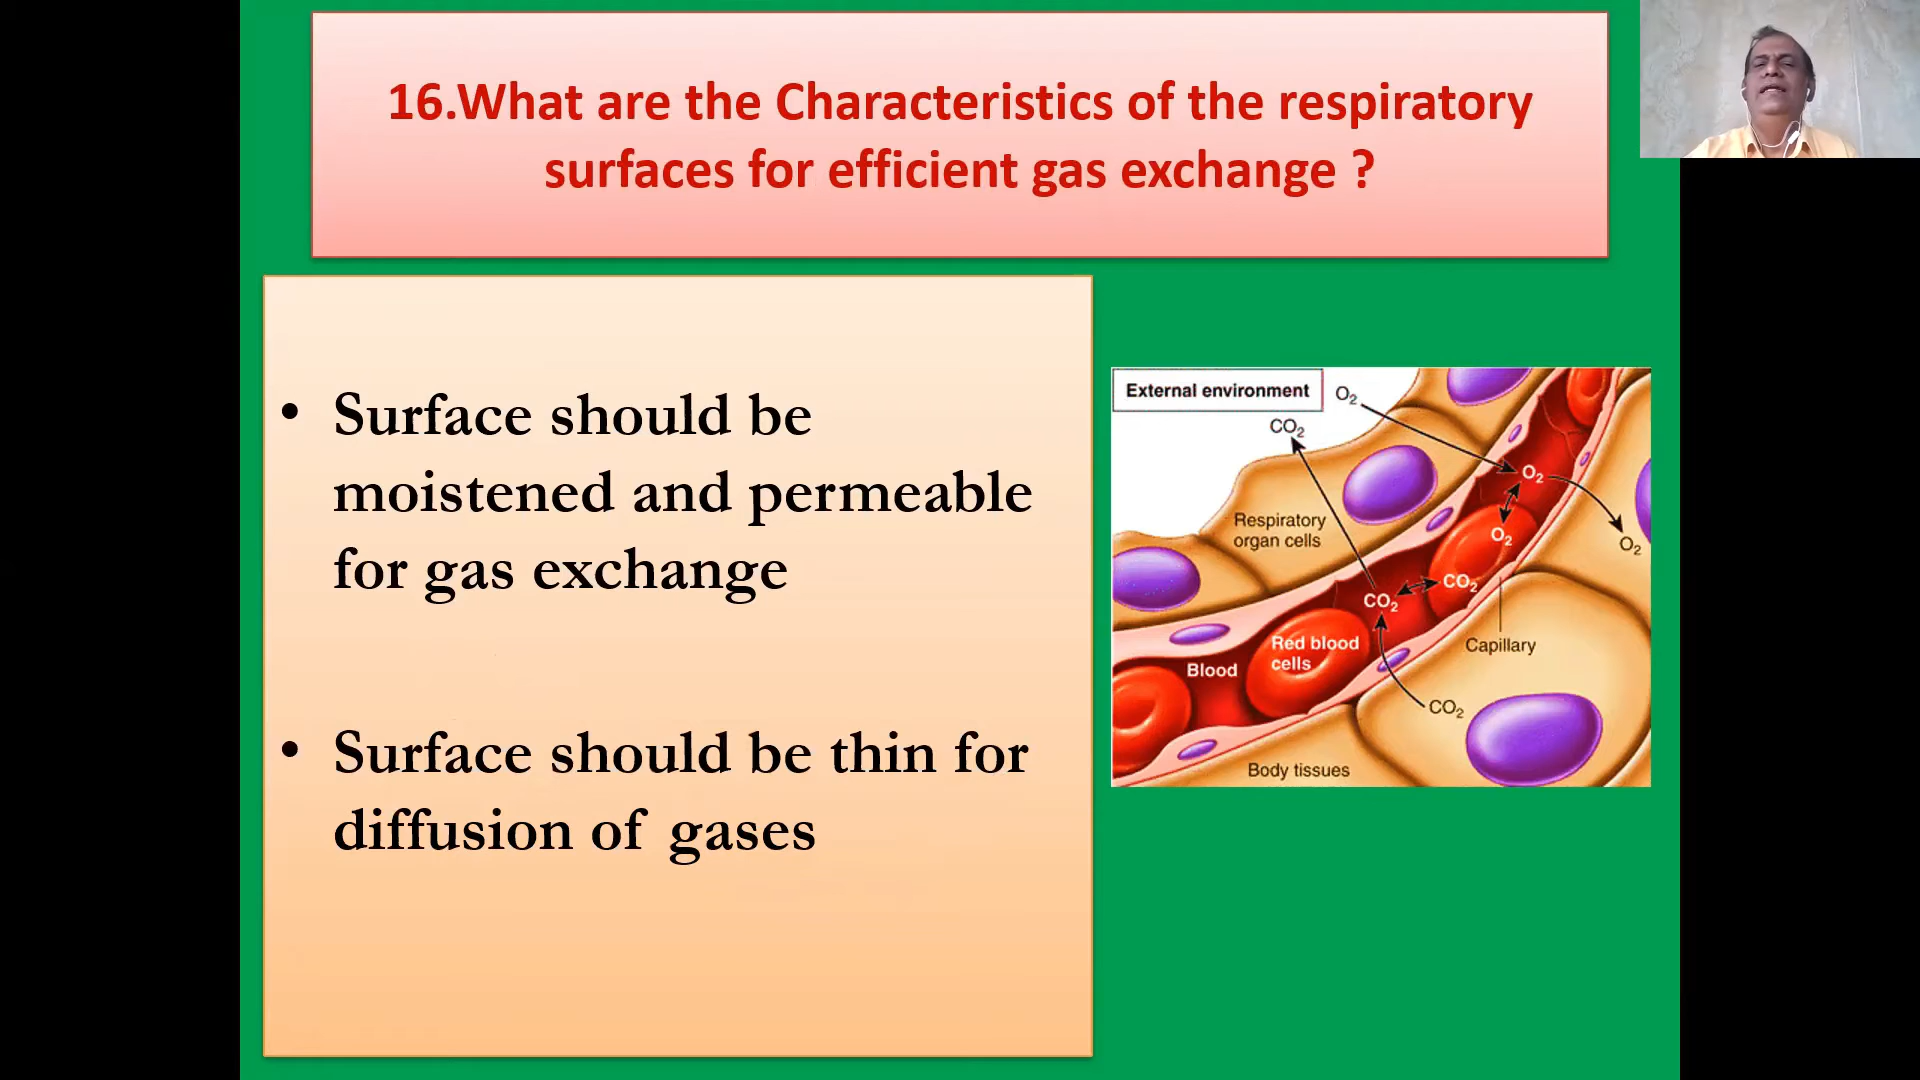 16.What are the Characteristics of the respiratory
surfaces for efficient gas exchange ?
• Surface should be
moistened and permeable
for gas exchange
• Surface should be thin for
diffusion of gases
External environment
O₂
CO₂
O₂
Respiratory
organ cells
O₂
O₂
CO₂
CO₂
Red blood
cells
Capillary
Blood
CO₂
Body tissues